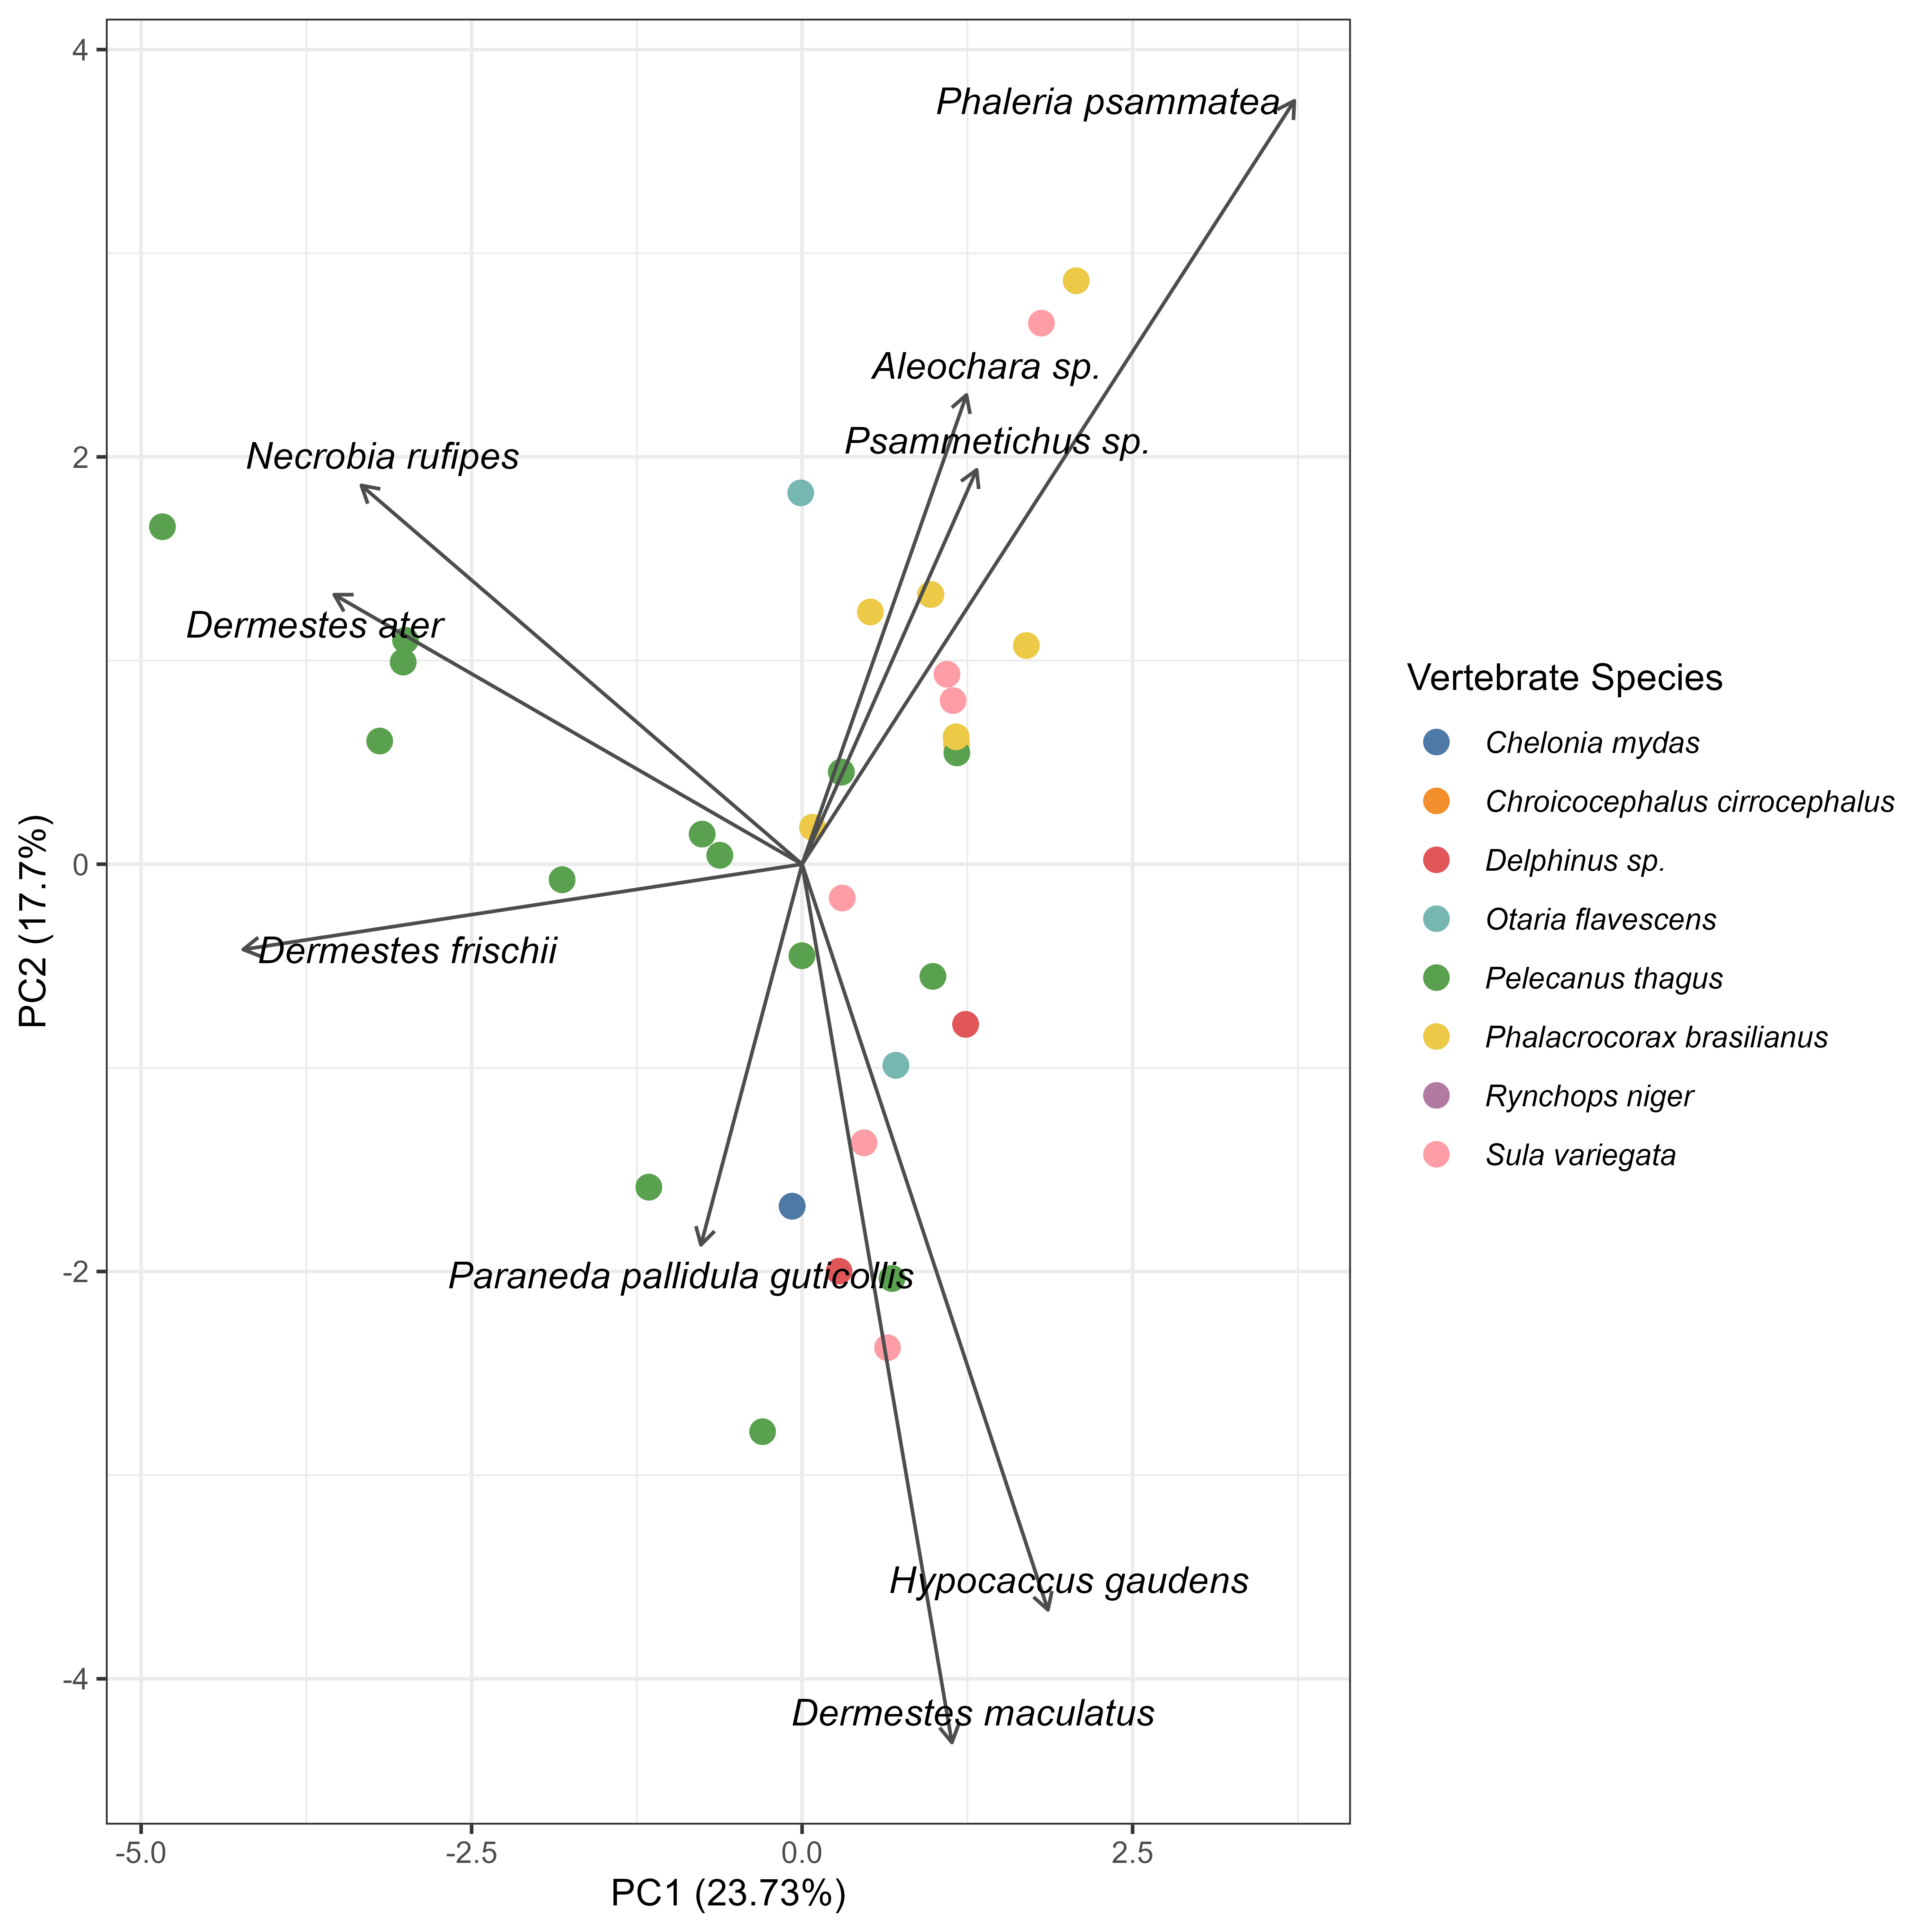 4
Phaleria psammatea
Aleochara sp.
Psammetichus sp.
Necrobia rufipes
2
Dermestes ater
0
Dermestes frischii
PC2 (17.7%)
Paraneda pallidula guticollis
-2
Hypocaccus gaudens
-4
Dermestes maculatus
-5.0
-2.5
0.0
2.5
PC1 (23.73%)
Vertebrate Species
Chelonia mydas
Chroicocephalus cirrocephalus
Delphinus sp.
Otaria flavescens
Pelecanus thagus
Phalacrocorax brasilianus
Rynchops niger
Sula variegata